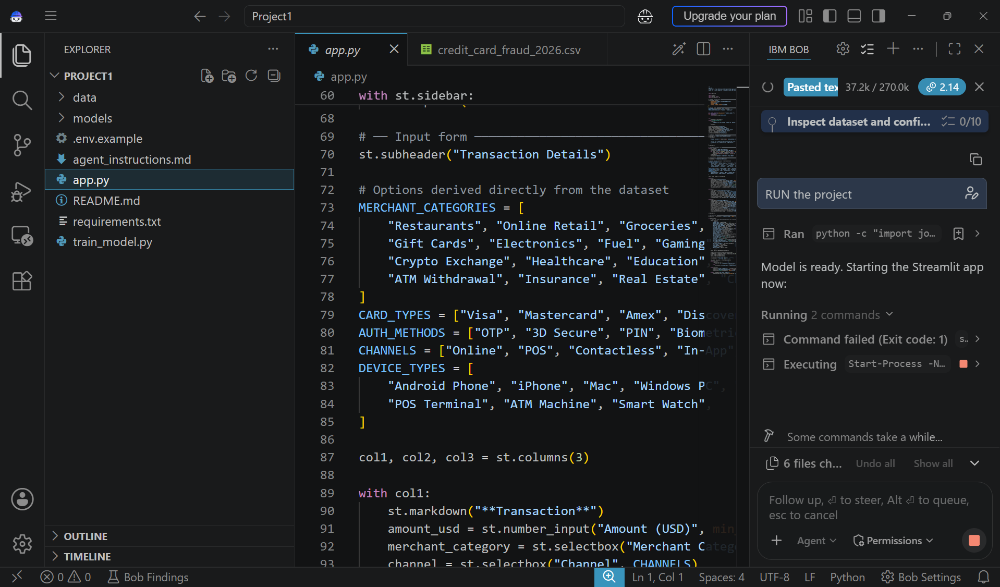 Project1
Upgrade your plan
EXPLORER
PROJECT1
data
models
.env.example
agent_instructions.md
app.py
README.md
requirements.txt
train_model.py
OUTLINE
TIMELINE
app.py
credit_card_fraud_2026.csv
app.py
60 with st.sidebar:
68
69 # —— Input form
70 st.subheader("Transaction Details")
71
72 # Options derived directly from the dataset
73 MERCHANT_CATEGORIES = [
74 "Restaurants", "Online Retail", "Groceries",
75 "Gift Cards", "Electronics", "Fuel", "Gaming
76 "Crypto Exchange", "Healthcare", "Education"
77 "ATM Withdrawal", "Insurance", "Real Estate",
78 ]
79 CARD_TYPES = ["Visa", "Mastercard", "Amex", "Discover
80 AUTH_METHODS = ["OTP", "3D Secure", "PIN", "Biometric
81 CHANNELS = ["Online", "POS", "Contactless", "In-App"
82 DEVICE_TYPES = [
83 "Android Phone", "iPhone", "Mac", "Windows PC",
84 "POS Terminal", "ATM Machine", "Smart Watch",
85 ]
86
87 col1, col2, col3 = st.columns(3)
88
89 with col1:
90 st.markdown("**Transaction**")
91 amount_usd = st.number_input("Amount (USD)", min_
92 merchant_category = st.selectbox("Merchant Catego
93 channel = st.selectbox("Channel", CHANNELS)
IBM BOB
Pasted tex 37.2k / 270.0k 2.14
Inspect dataset and confi... 0/10
RUN the project
Ran python -c "import jo...
Model is ready. Starting the Streamlit app
now:
Running 2 commands
Command failed (Exit code: 1) s..
Executing Start-Process -N...
Some commands take a while...
6 files ch... Undo all Show all
Follow up, ⏎ to steer, Alt ⏎ to queue,
esc to cancel
Agent Permissions
0 0 Bob Findings
Ln 1, Col 1 Spaces: 4 UTF-8 LF Python Bob Settings